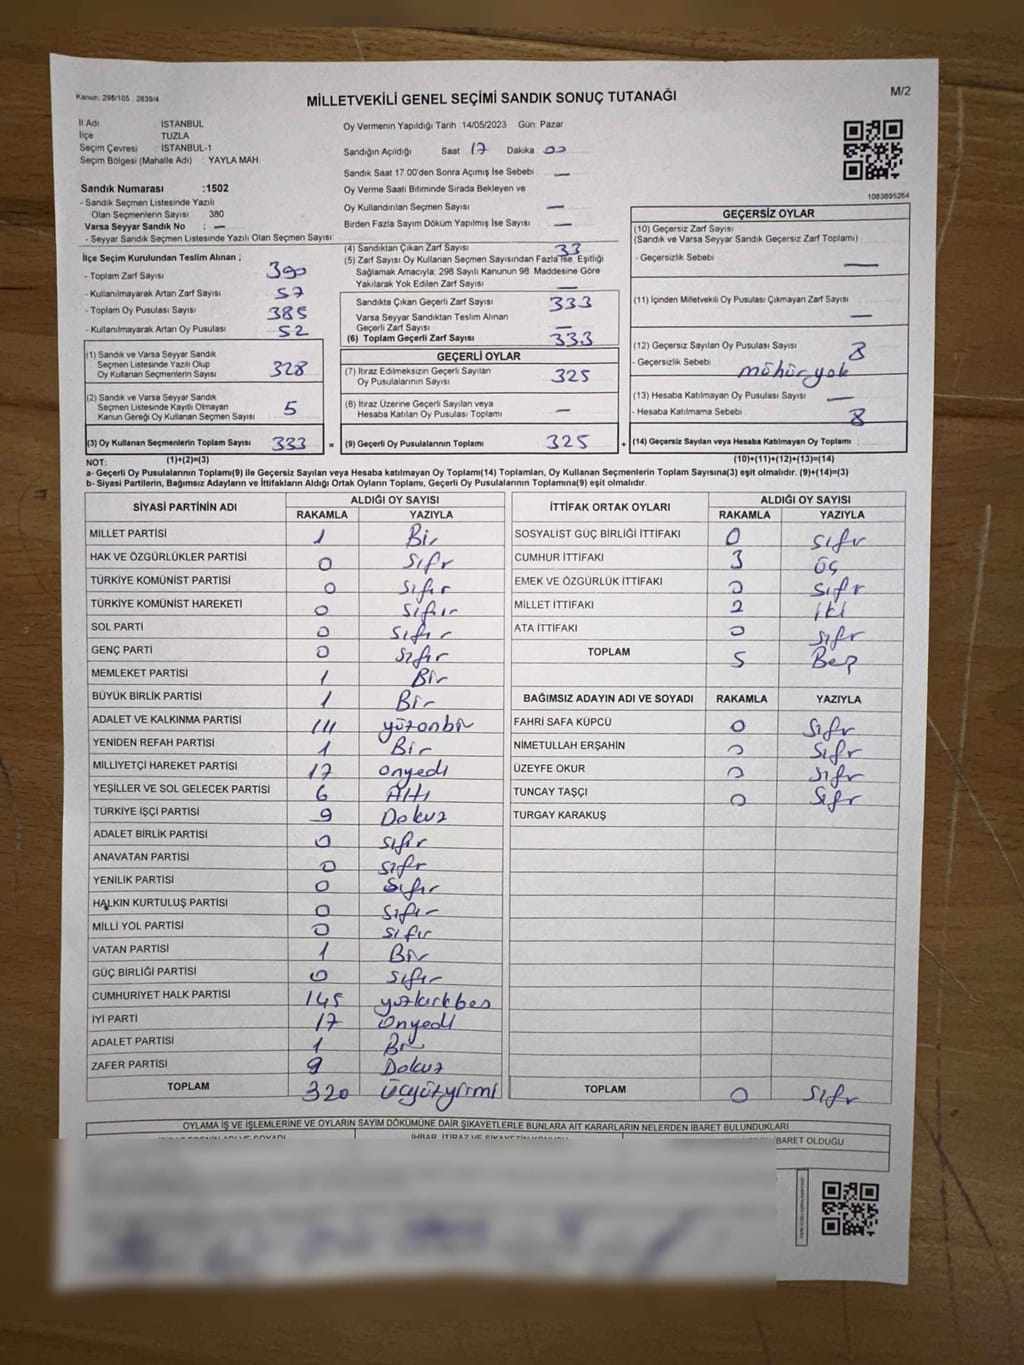 Kanun: 298/105 , 2839/4
MİLLETVEKİLİ GENEL SEÇİMİ SANDIK SONUÇ TUTANAĞI
M/2
İl Adı : İSTANBUL
İlçe : TUZLA
Seçim Çevresi : İSTANBUL-1
Seçim Bölgesi (Mahalle Adı) : YAYLA MAH.
Sandık Numarası :1502
- Sandık Seçmen Listesinde Yazılı
Olan Seçmenlerin Sayısı : 380
Varsa Seyyar Sandık No : —
- Seyyar Sandık Seçmen Listesinde Yazılı Olan Seçmen Sayısı:
İlçe Seçim Kurulundan Teslim Alınan ;
- Toplam Zarf Sayısı : 390
- Kullanılmayarak Artan Zarf Sayısı : 57
- Toplam Oy Pusulası Sayısı : 385
- Kullanılmayarak Artan Oy Pusulası : 52
(1) Sandık ve Varsa Seyyar Sandık
Seçmen Listesinde Yazılı Olup
Oy Kullanan Seçmenlerin Sayısı : 328
(2) Sandık ve Varsa Seyyar Sandık
Seçmen Listesinde Kayıtlı Olmayan
Kanun Gereği Oy Kullanan Seçmen Sayısı : 5
(3) Oy Kullanan Seçmenlerin Toplam Sayısı : 333 =
(1)+(2)=(3)
Oy Vermenin Yapıldığı Tarih :14/05/2023 Gün: Pazar
Sandığın Açıldığı Saat 17 Dakika 00
Sandık Saat 17.00'den Sonra Açımış İse Sebebi : —
Oy Verme Saati Bitiminde Sırada Bekleyen ve
Oy Kullandırılan Seçmen Sayısı : —
Birden Fazla Sayım Döküm Yapılmış İse Sayısı : —
(4) Sandıktan Çıkan Zarf Sayısı : 33
(5) Zarf Sayısı Oy Kullanan Seçmen Sayısından Fazla İse, Eşitliği
Sağlamak Amacıyla, 298 Sayılı Kanunun 98. Maddesine Göre
Yakılarak Yok Edilen Zarf Sayısı : —
Sandıkta Çıkan Geçerli Zarf Sayısı : 333
Varsa Seyyar Sandıktan Teslim Alınan
Geçerli Zarf Sayısı : —
(6) Toplam Geçerli Zarf Sayısı : 333
GEÇERLİ OYLAR
(7) İtiraz Edilmeksizin Geçerli Sayılan
Oy Pusulalarının Sayısı : 325
(8) İtiraz Üzerine Geçerli Sayılan veya
Hesaba Katılan Oy Pusulası Toplamı : —
(9) Geçerli Oy Pusulalarının Toplamı : 325 +
1083895264
GEÇERSİZ OYLAR
(10) Geçersiz Zarf Sayısı
(Sandık ve Varsa Seyyar Sandık Geçersiz Zarf Toplamı)
- Geçersizlik Sebebi : —
(11) İçinden Milletvekili Oy Pusulası Çıkmayan Zarf Sayısı : —
(12) Geçersiz Sayılan Oy Pusulası Sayısı : 8
- Geçersizlik Sebebi : mühüryok
(13) Hesaba Katılmayan Oy Pusulası Sayısı : —
- Hesaba Katılmama Sebebi : 8
(14) Geçersiz Sayılan veya Hesaba Katılmayan Oy Toplamı :
(10)+(11)+(12)+(13)=(14)
NOT:
a- Geçerli Oy Pusulalarının Toplamı(9) ile Geçersiz Sayılan veya Hesaba katılmayan Oy Toplamı(14) Toplamları, Oy Kullanan Seçmenlerin Toplam Sayısına(3) eşit olmalıdır. (9)+(14)=(3)
b- Siyasi Partilerin, Bağımsız Adayların ve İttifakların Aldığı Ortak Oyların Toplamı, Geçerli Oy Pusulalarının Toplamına(9) eşit olmalıdır.
SİYASİ PARTİNİN ADI ALDIĞI OY SAYISI
RAKAMLA YAZIYLA
MİLLET PARTİSİ 1 Bir
HAK VE ÖZGÜRLÜKLER PARTİSİ 0 Sıfır
TÜRKİYE KOMÜNİST PARTİSİ 0 Sıfır
TÜRKİYE KOMÜNİST HAREKETİ 0 Sıfır
SOL PARTİ 0 Sıfır
GENÇ PARTİ 0 Sıfır
MEMLEKET PARTİSİ 1 Bir
BÜYÜK BİRLİK PARTİSİ 1 Bir
ADALET VE KALKINMA PARTİSİ 111 yüzonbir
YENİDEN REFAH PARTİSİ 1 Bir
MİLLİYETÇİ HAREKET PARTİSİ 17 onyedi
YEŞİLLER VE SOL GELECEK PARTİSİ 6 Altı
TÜRKİYE İŞÇİ PARTİSİ 9 Dokuz
ADALET BİRLİK PARTİSİ 0 sıfır
ANAVATAN PARTİSİ 0 sıfır
YENİLİK PARTİSİ 0 Sıfır
HALKIN KURTULUŞ PARTİSİ 0 Sıfır
MİLLİ YOL PARTİSİ 0 sıfır
VATAN PARTİSİ 1 Bir
GÜÇ BİRLİĞİ PARTİSİ 0 sıfır
CUMHURİYET HALK PARTİSİ 145 yüzkırkbeş
İYİ PARTİ 17 Onyedi
ADALET PARTİSİ 1 Bir
ZAFER PARTİSİ 9 Dokuz
TOPLAM 320 üçyüzyirmi
İTTİFAK ORTAK OYLARI ALDIĞI OY SAYISI
RAKAMLA YAZIYLA
SOSYALİST GÜÇ BİRLİĞİ İTTİFAKI 0 sıfır
CUMHUR İTTİFAKI 3 üç
EMEK VE ÖZGÜRLÜK İTTİFAKI 0 sıfır
MİLLET İTTİFAKI 2 iki
ATA İTTİFAKI 0 sıfır
TOPLAM 5 Beş
BAĞIMSIZ ADAYIN ADI VE SOYADI RAKAMLA YAZIYLA
FAHRİ SAFA KÜPCÜ 0 Sıfır
NİMETULLAH ERŞAHİN 0 Sıfır
ÜZEYFE OKUR 0 Sıfır
TUNCAY TAŞÇI 0 Sıfır
TURGAY KARAKUŞ
TOPLAM 0 Sıfır
OYLAMA İŞ VE İŞLEMLERİNE VE OYLARIN SAYIM DÖKÜMÜNE DAİR ŞİKAYETLERLE BUNLARA AİT KARARLARIN NELERDEN İBARET BULUNDUKLARI
İBARET OLDUĞU